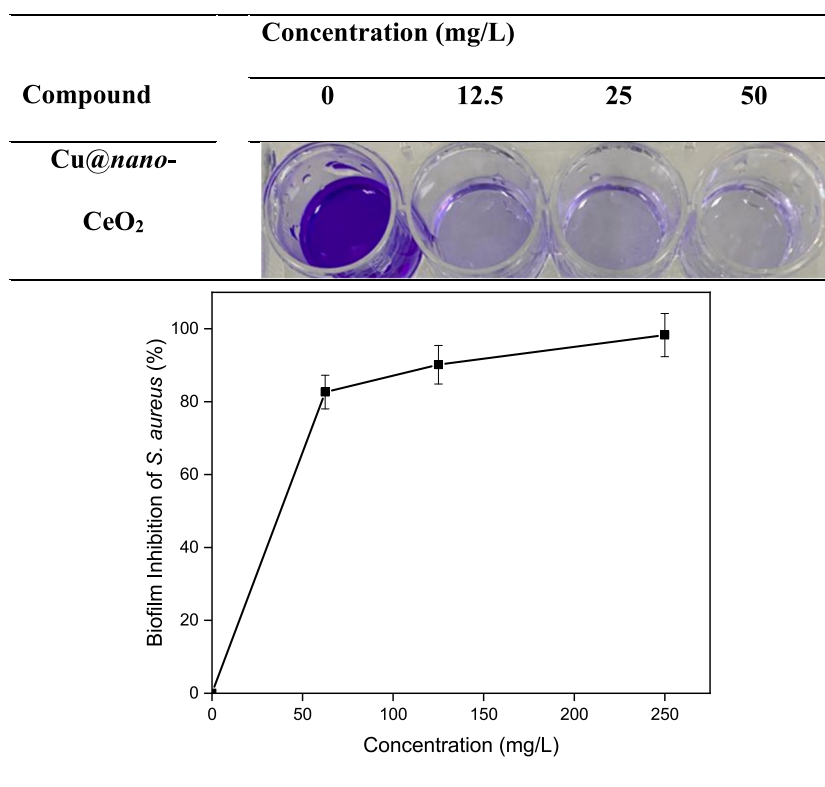 Concentration (mg/L)
Compound 0 12.5 25 50
Cu@nano-
CeO₂
100
80
60
40
20
0
Biofilm Inhibition of S. aureus (%)
0 50 100 150 200 250
Concentration (mg/L)